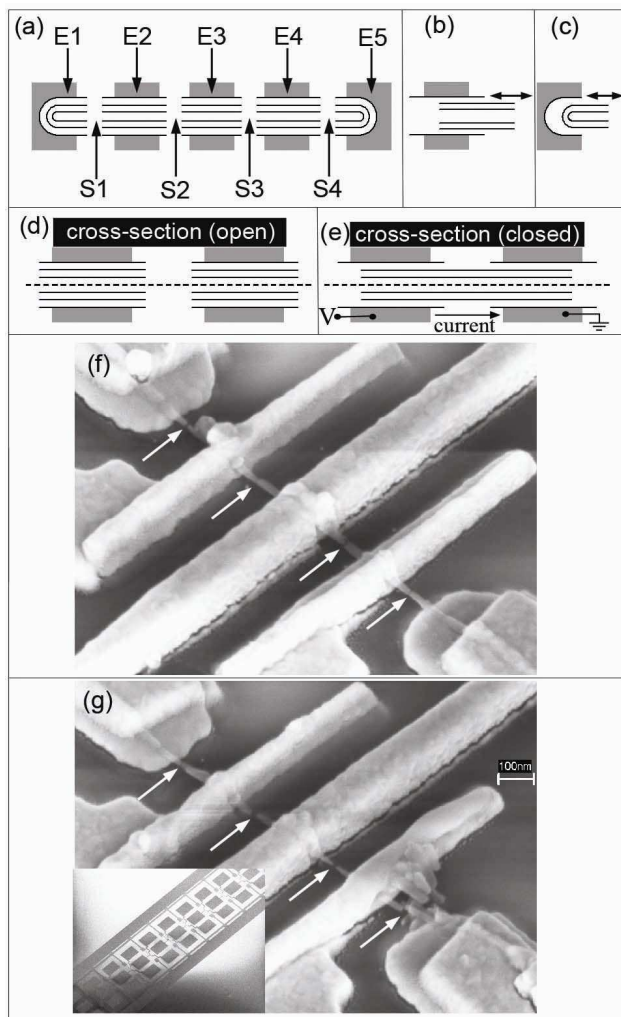 (a)
E1 E2 E3 E4 E5
S1 S2 S3 S4
(b)
(c)
(d)
cross-section (open)
(e)
cross-section (closed)
V
current
(f)
(g)
100nm